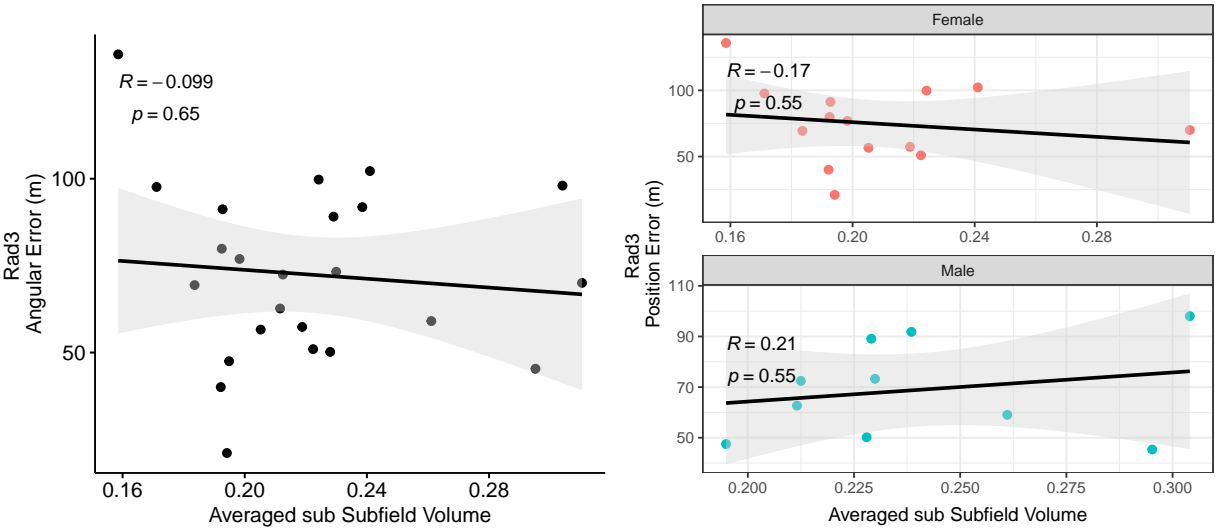 R = −0.099
p = 0.65
100
50
Rad3
Angular Error (m)
0.16 0.20 0.24 0.28
Averaged sub Subfield Volume
Female
R = −0.17
p = 0.55
100
50
0.16 0.20 0.24 0.28
Rad3
Position Error (m)
Male
R = 0.21
p = 0.55
110
90
70
50
0.200 0.225 0.250 0.275 0.300
Averaged sub Subfield Volume